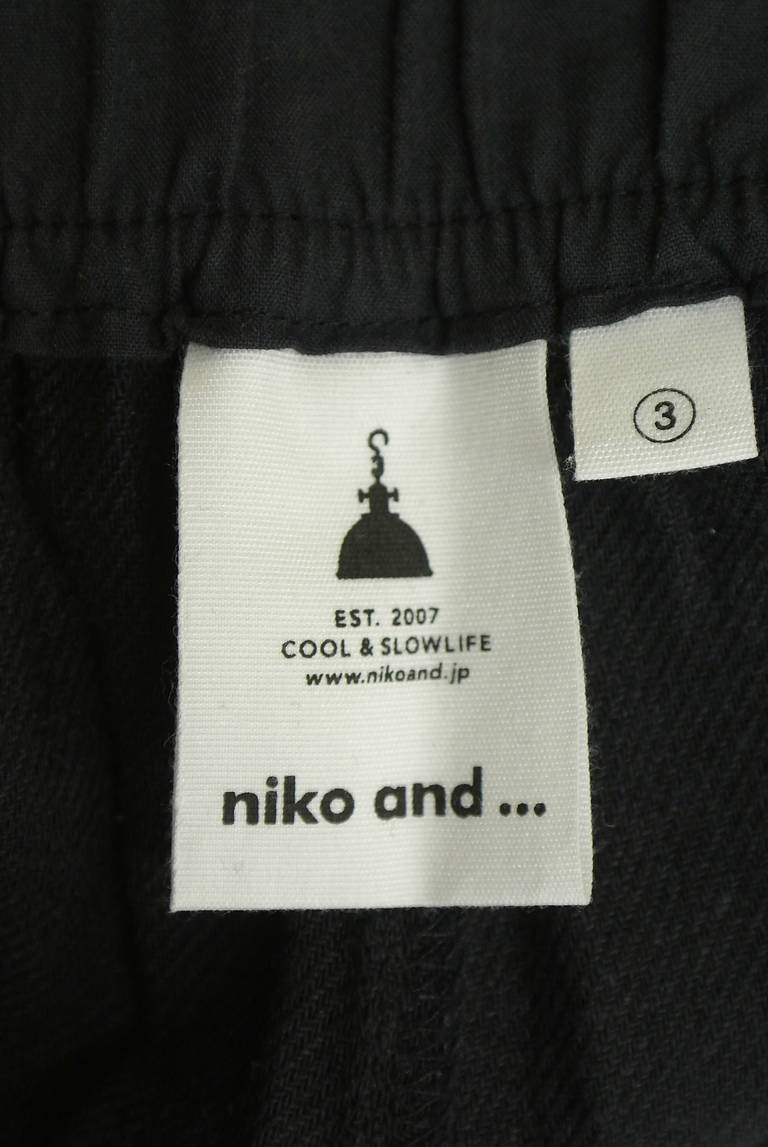 3
EST. 2007
COOL & SLOWLIFE
www.nikoand.jp
niko and ...